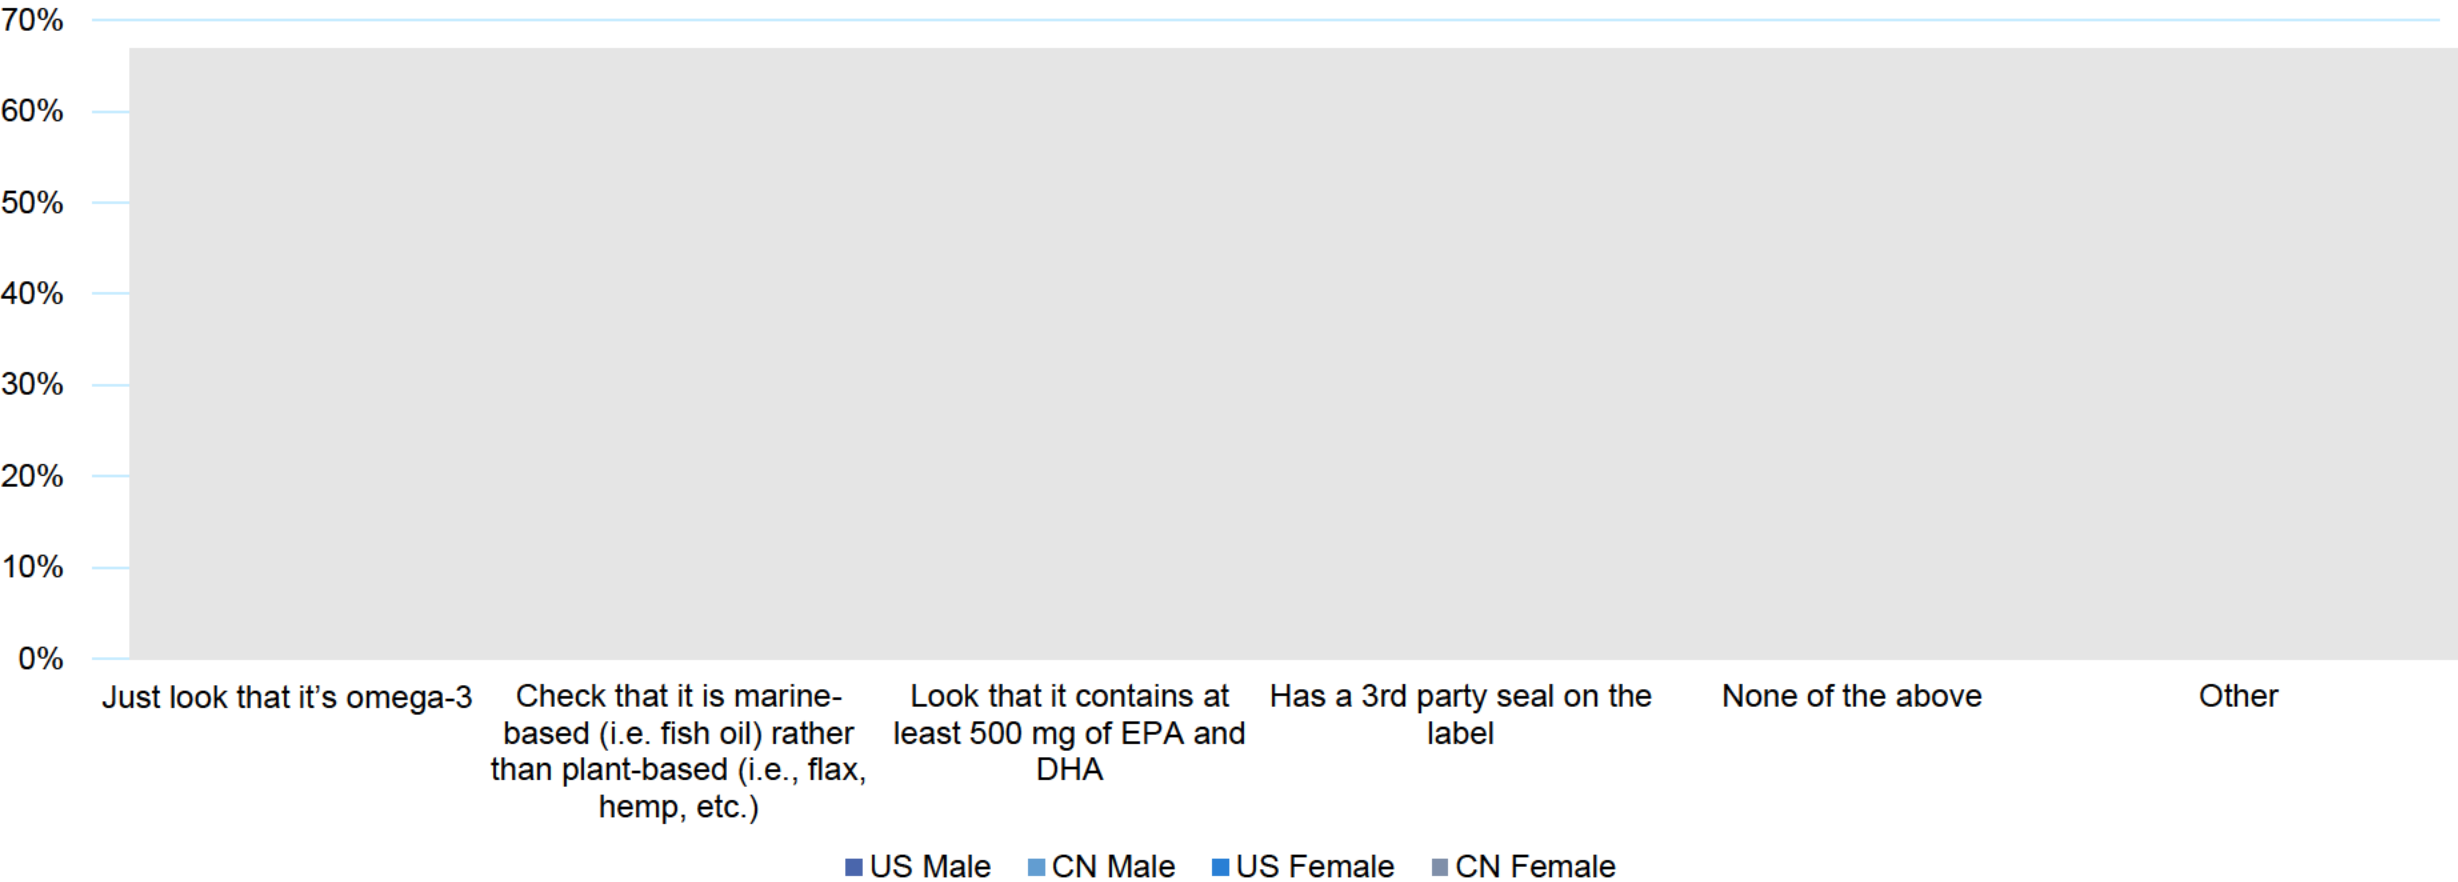 70%
60%
50%
40%
30%
20%
10%
0%
Just look that it’s omega-3
Check that it is marine-
based (i.e. fish oil) rather
than plant-based (i.e., flax,
hemp, etc.)
Look that it contains at
least 500 mg of EPA and
DHA
Has a 3rd party seal on the
label
None of the above
Other
US Male
CN Male
US Female
CN Female